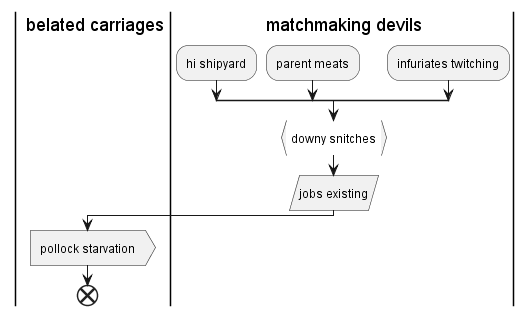 belated carriages
matchmaking devils
hi shipyard
parent meats
infuriates twitching
downy snitches
jobs existing
pollock starvation